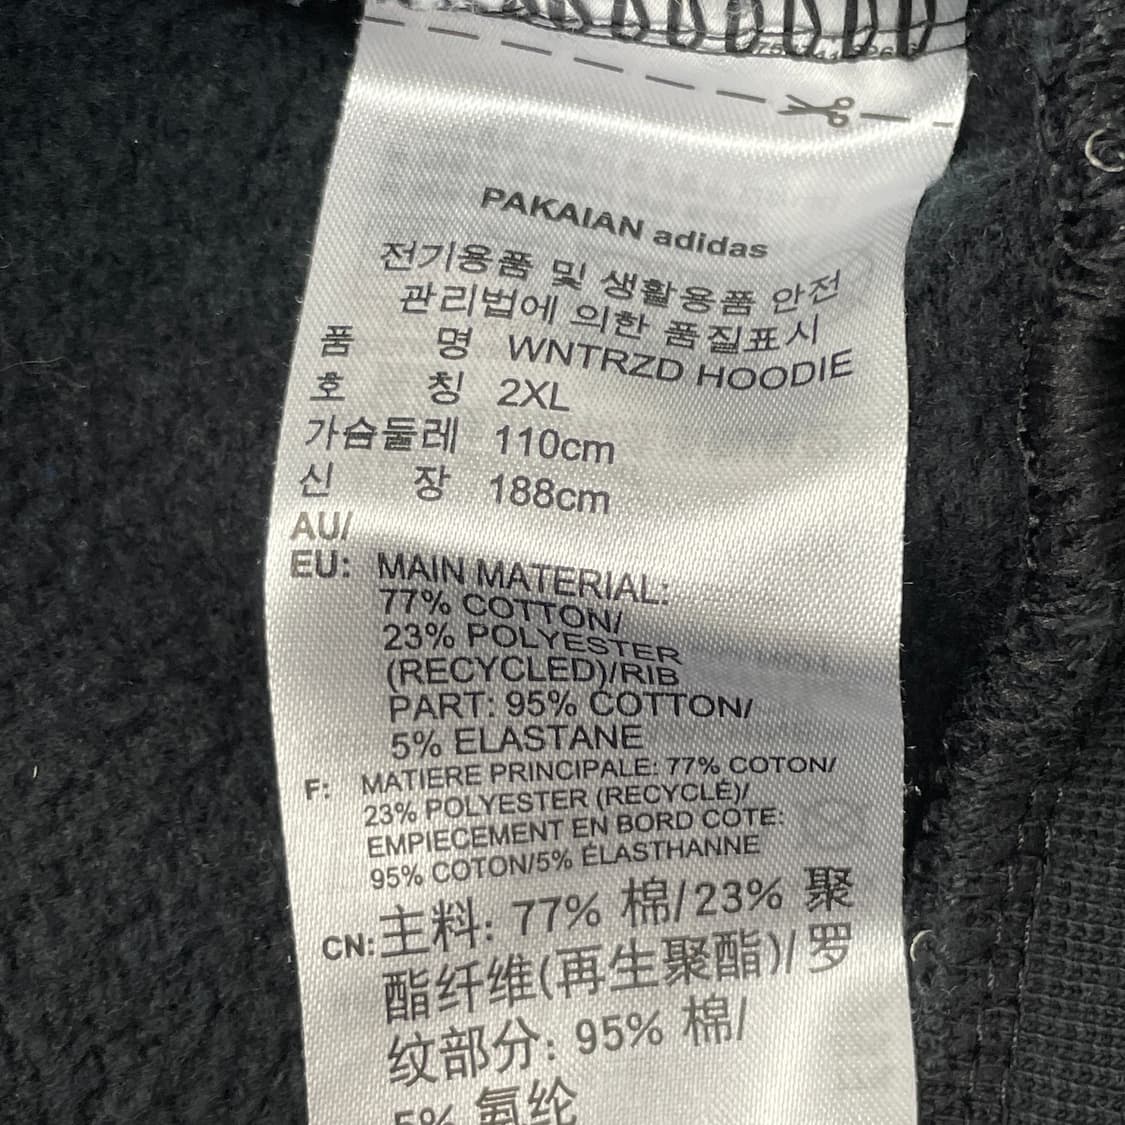 PAKAIAN adidas
전기용품 및 생활용품 안전
관리법에 의한 품질표시
품 명 WNTRZD HOODIE
호 칭 2XL
가슴둘레 110cm
신 장 188cm
AU/
EU: MAIN MATERIAL:
77% COTTON/
23% POLYESTER
(RECYCLED)/RIB
PART: 95% COTTON/
5% ELASTANE
F: MATIERE PRINCIPALE: 77% COTON/
23% POLYESTER (RECYCLÉ)/
EMPIECEMENT EN BORD COTE:
95% COTON/5% ÉLASTHANNE
CN: 主料: 77% 棉/23% 聚
酯纤维(再生聚酯)/罗
纹部分: 95% 棉/
5% 氨纶